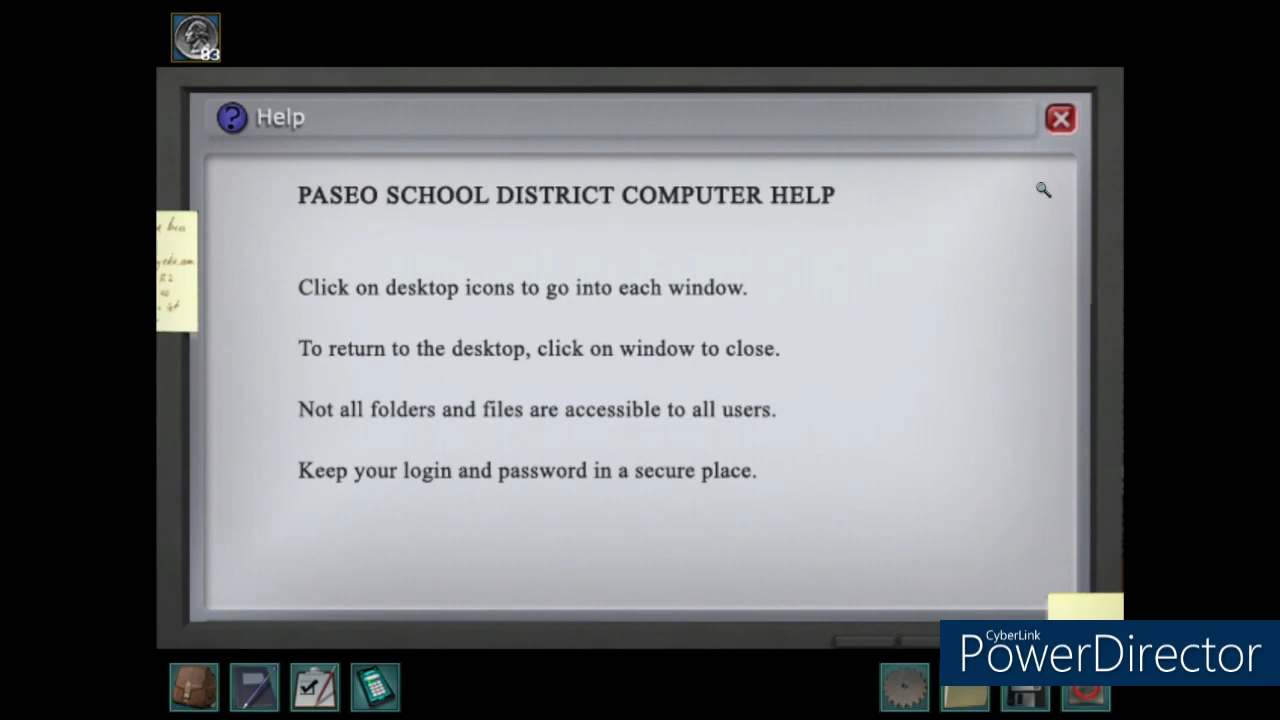 83
Help
PASEO SCHOOL DISTRICT COMPUTER HELP
Click on desktop icons to go into each window.
To return to the desktop, click on window to close.
Not all folders and files are accessible to all users.
Keep your login and password in a secure place.
CyberLink
PowerDirector